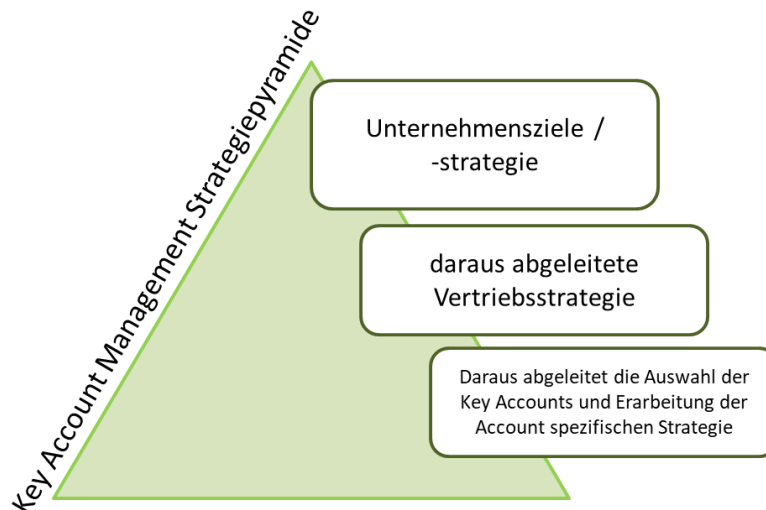 Key Account Management Strategiepyramide
Unternehmensziele /
-strategie
daraus abgeleitete
Vertriebsstrategie
Daraus abgeleitet die Auswahl der
Key Accounts und Erarbeitung der
Account spezifischen Strategie